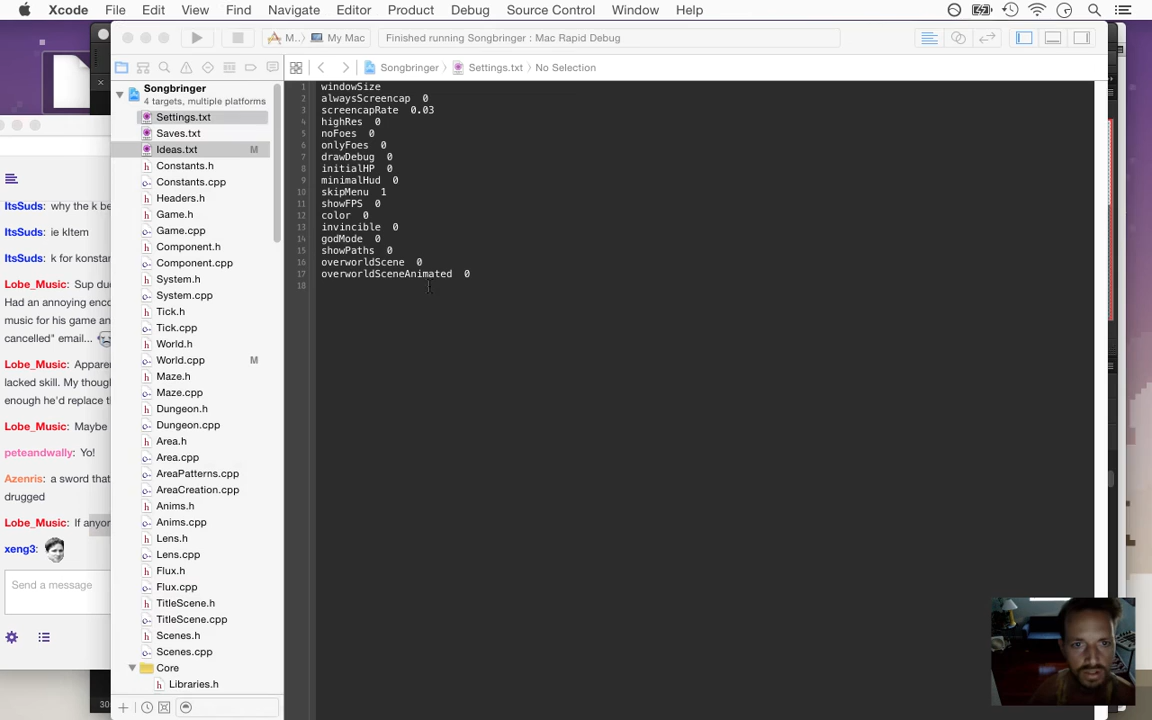 Xcode File Edit View Find Navigate Editor Product Debug Source Control Window Help
M... My Mac Finished running Songbringer : Mac Rapid Debug
Songbringer Settings.txt No Selection
Songbringer
4 targets, multiple platforms
Settings.txt
Saves.txt
Ideas.txt M
Constants.h
Constants.cpp
Headers.h
Game.h
Game.cpp
Component.h
Component.cpp
System.h
System.cpp
Tick.h
Tick.cpp
World.h
World.cpp M
Maze.h
Maze.cpp
Dungeon.h
Dungeon.cpp
Area.h
Area.cpp
AreaPatterns.cpp
AreaCreation.cpp
Anims.h
Anims.cpp
Lens.h
Lens.cpp
Flux.h
Flux.cpp
TitleScene.h
TitleScene.cpp
Scenes.h
Scenes.cpp
Core
Libraries.h
1 windowSize
2 alwaysScreencap 0
3 screencapRate 0.03
4 highRes 0
5 noFoes 0
6 onlyFoes 0
7 drawDebug 0
8 initialHP 0
9 minimalHud 0
10 skipMenu 1
11 showFPS 0
12 color 0
13 invincible 0
14 godMode 0
15 showPaths 0
16 overworldScene 0
17 overworldSceneAnimated 0
18
ItsSuds: why the k be
ItsSuds: ie kItem
ItsSuds: k for konstar
Lobe_Music: Sup du
Had an annoying enco
music for his game an
cancelled" email...
Lobe_Music: Appare
lacked skill. My thoug
enough he'd replace t
Lobe_Music: Maybe
peteandwally: Yo!
Azenris: a sword that
drugged
Lobe_Music: If anyor
xeng3:
Send a message
30